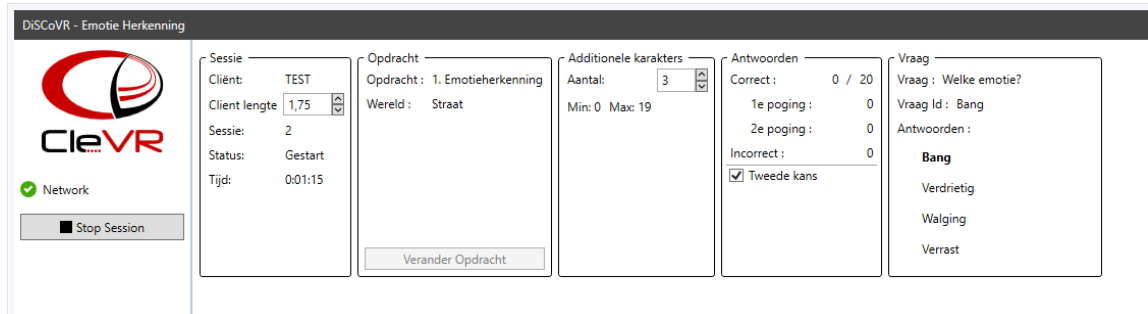 DiSCoVR - Emotie Herkenning
CleVR
Network
Stop Session
Sessie
Cliënt: TEST
Client lengte 1,75
Sessie: 2
Status: Gestart
Tijd: 0:01:15
Opdracht
Opdracht : 1. Emotieherkenning
Wereld : Straat
Verander Opdracht
Additionele karakters
Aantal: 3
Min: 0 Max: 19
Antwoorden
Correct : 0 / 20
1e poging : 0
2e poging : 0
Incorrect : 0
Tweede kans
Vraag
Vraag : Welke emotie?
Vraag Id : Bang
Antwoorden :
Bang
Verdrietig
Walging
Verrast